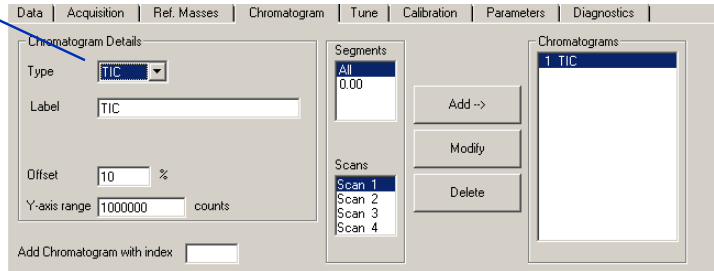 Data Acquisition Ref. Masses Chromatogram Tune Calibration Parameters Diagnostics
Chromatogram Details
Type TIC
Label TIC
Offset 10 %
Y-axis range 1000000 counts
Add Chromatogram with index
Segments
All
0.00
Scans
Scan 1
Scan 2
Scan 3
Scan 4
Add -->
Modify
Delete
Chromatograms
1 TIC